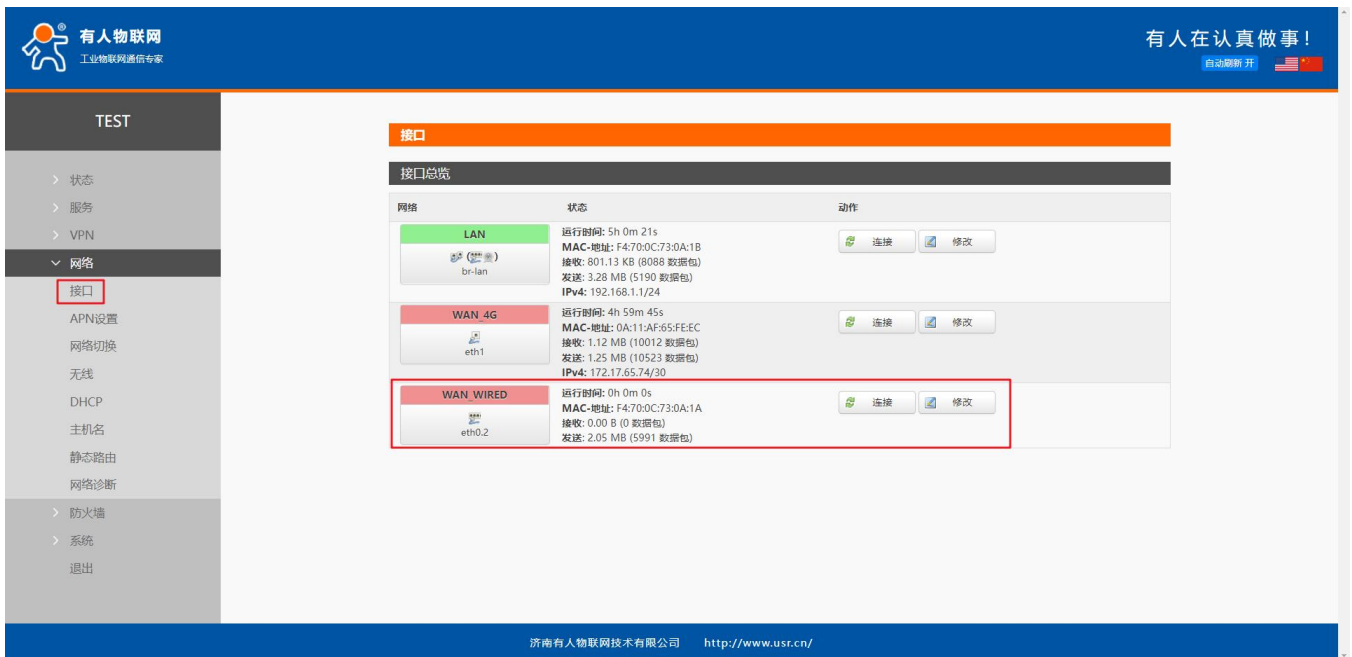 有人物联网
®
工业物联网通信专家
有人在认真做事!
自动刷新 开
TEST
状态
服务
VPN
网络
接口
APN设置
网络切换
无线
DHCP
主机名
静态路由
网络诊断
防火墙
系统
退出
接口
接口总览
网络 状态 动作
LAN
br-lan
运行时间: 5h 0m 21s
MAC-地址: F4:70:0C:73:0A:1B
接收: 801.13 KB (8088 数据包)
发送: 3.28 MB (5190 数据包)
IPv4: 192.168.1.1/24
连接 修改
WAN_4G
eth1
运行时间: 4h 59m 45s
MAC-地址: 0A:11:AF:65:FE:EC
接收: 1.12 MB (10012 数据包)
发送: 1.25 MB (10523 数据包)
IPv4: 172.17.65.74/30
连接 修改
WAN_WIRED
eth0.2
运行时间: 0h 0m 0s
MAC-地址: F4:70:0C:73:0A:1A
接收: 0.00 B (0 数据包)
发送: 2.05 MB (5991 数据包)
连接 修改
济南有人物联网技术有限公司 http://www.usr.cn/